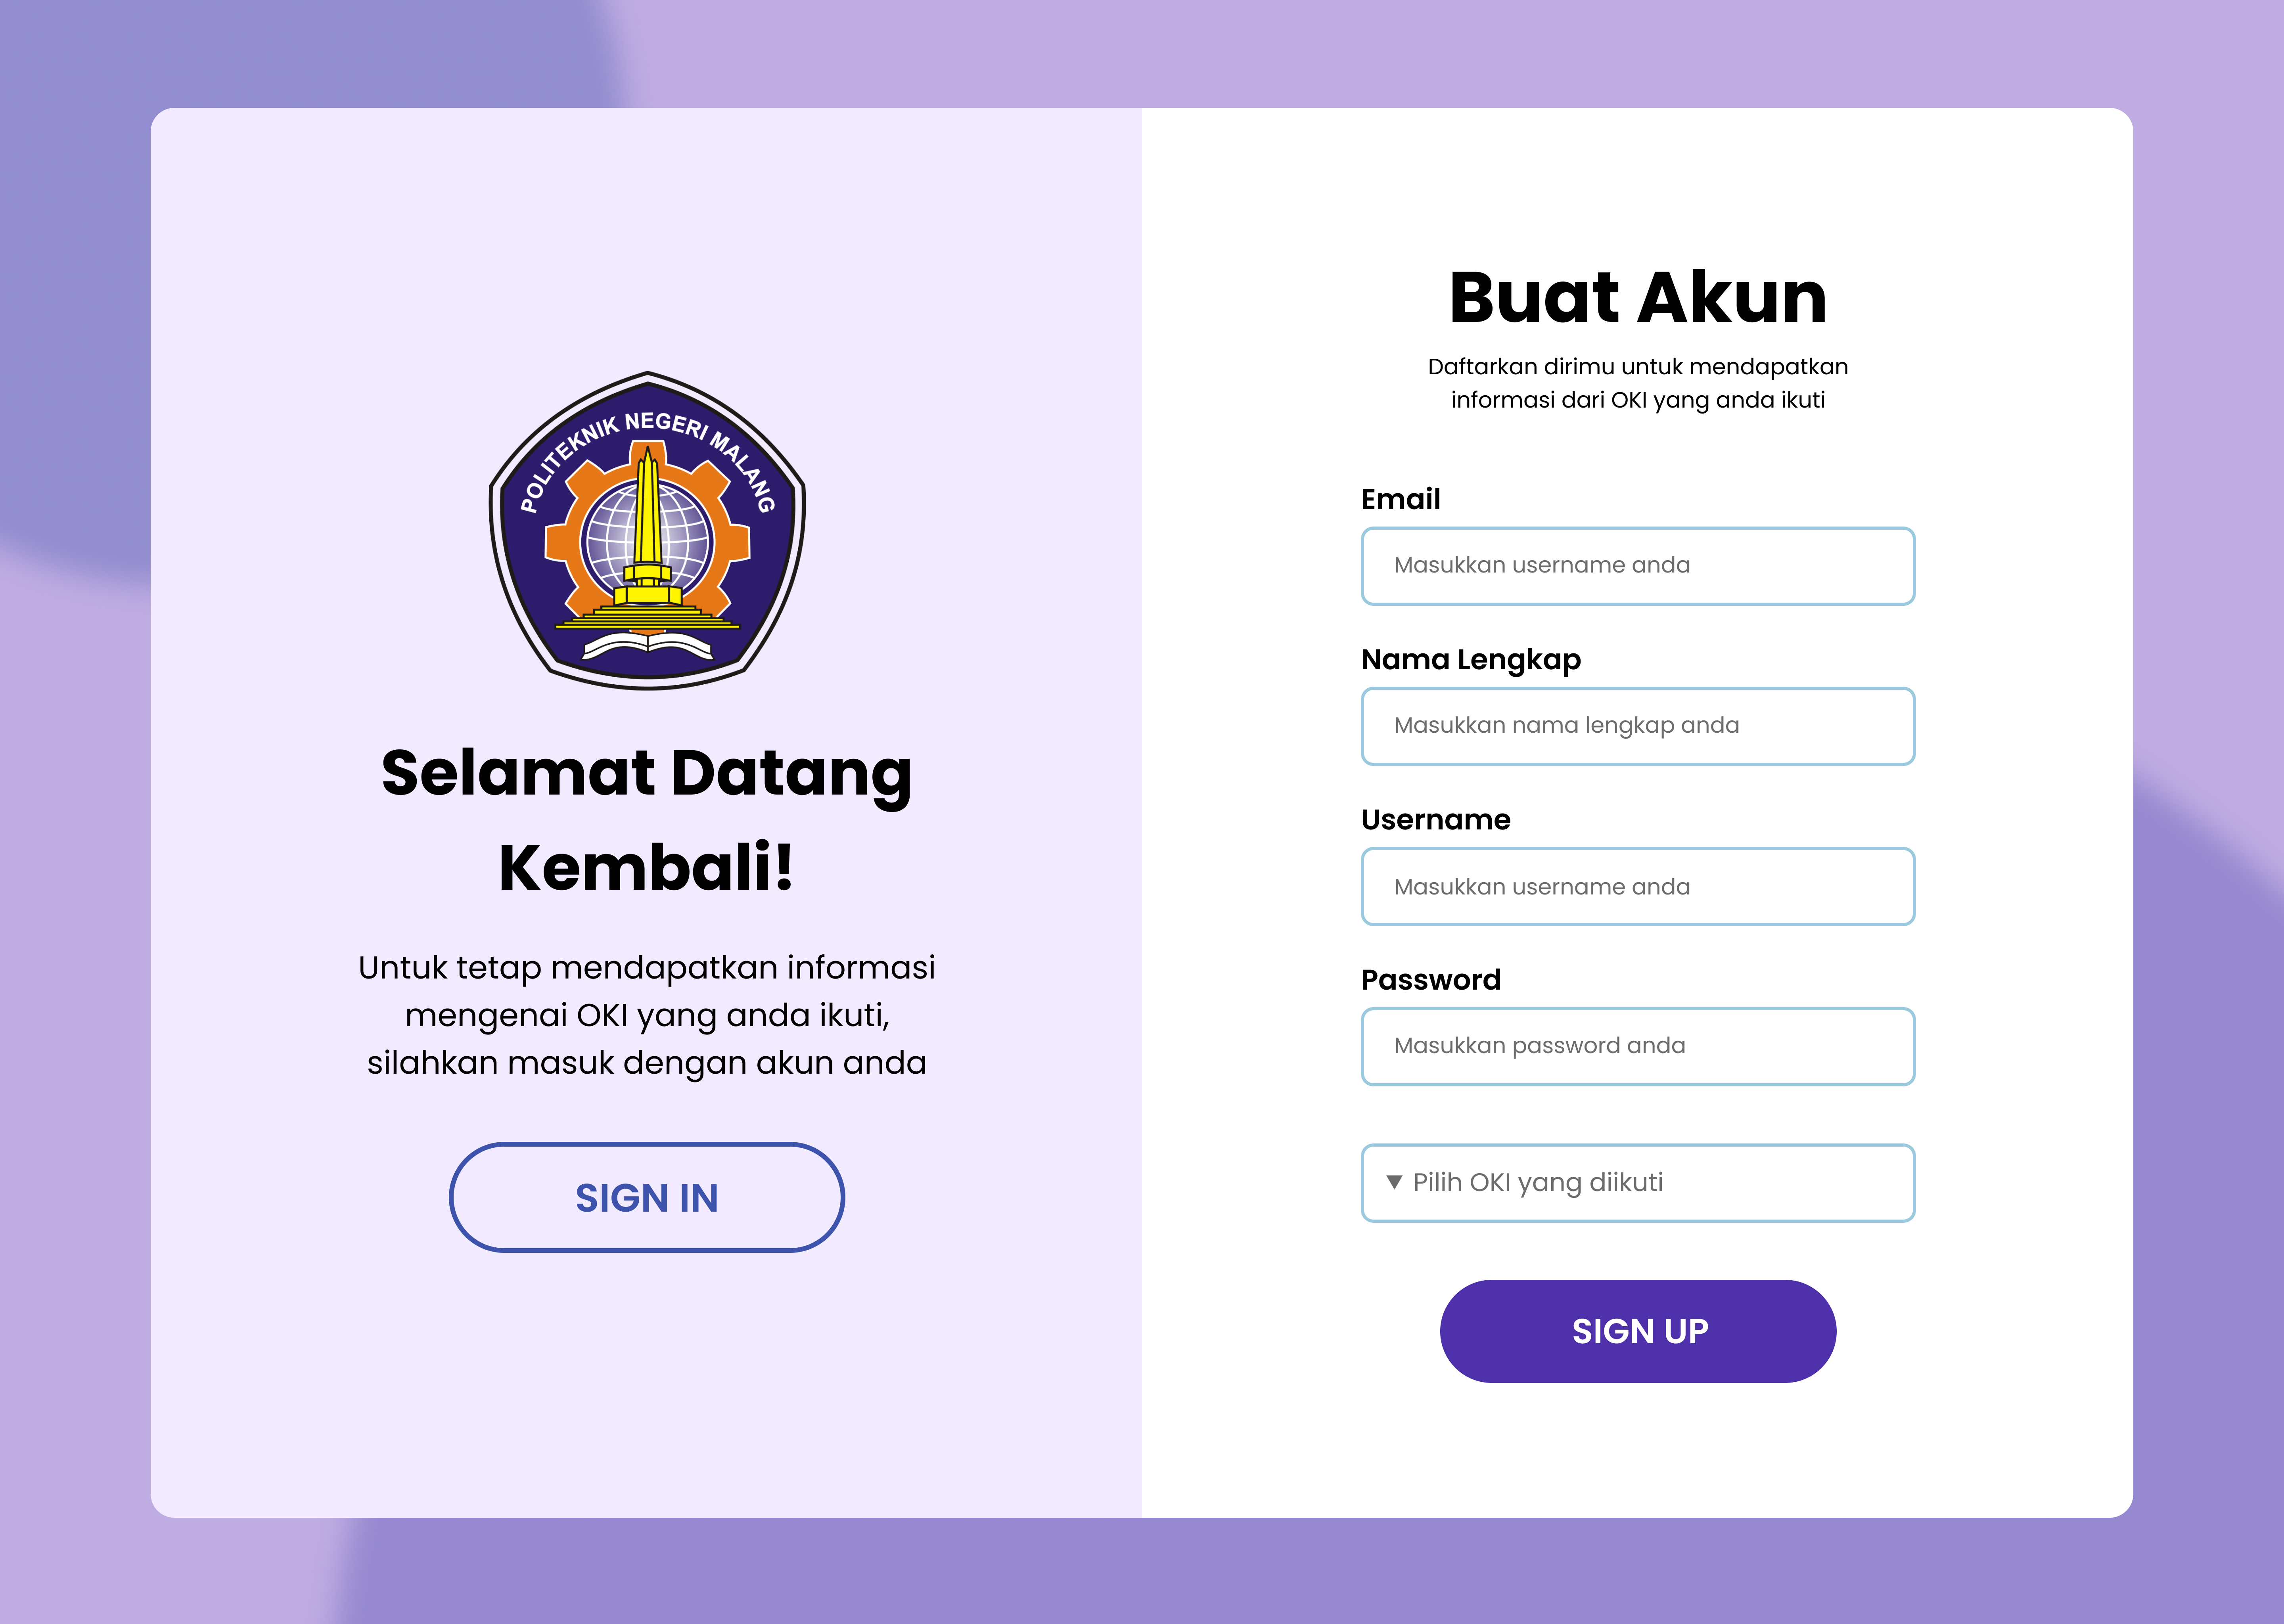 POLITEKNIK NEGERI MALANG
Selamat Datang
Kembali!
Untuk tetap mendapatkan informasi
mengenai OKI yang anda ikuti,
silahkan masuk dengan akun anda
SIGN IN
Buat Akun
Daftarkan dirimu untuk mendapatkan
informasi dari OKI yang anda ikuti
Email
Masukkan username anda
Nama Lengkap
Masukkan nama lengkap anda
Username
Masukkan username anda
Password
Masukkan password anda
Pilih OKI yang diikuti
SIGN UP